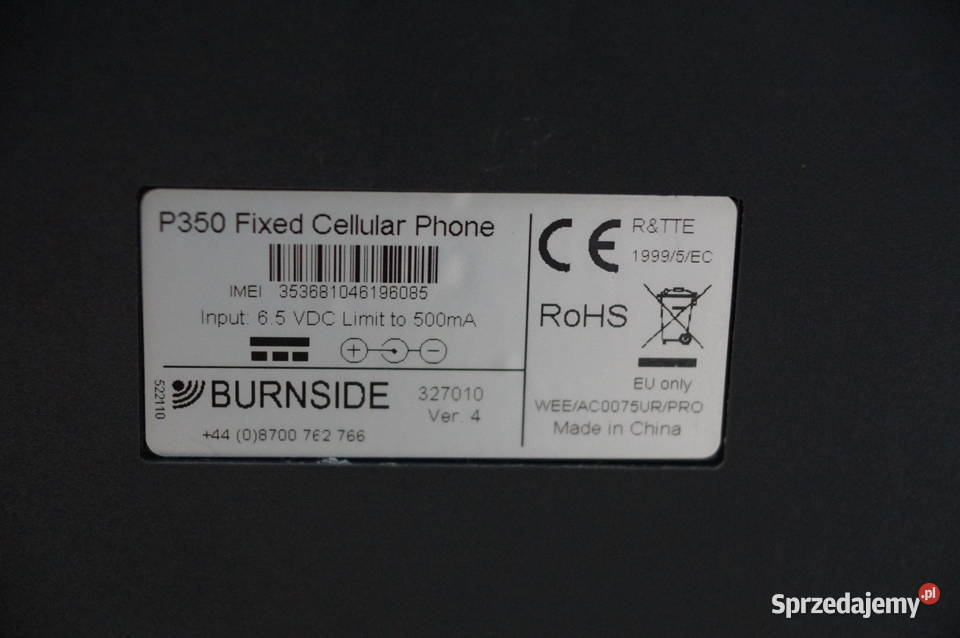 P350 Fixed Cellular Phone
IMEI 353681046196085
Input: 6.5 VDC Limit to 500mA
+ −
522110
BURNSIDE
327010
Ver. 4
+44 (0)8700 762 766
CE
R&TTE
1999/5/EC
RoHS
EU only
WEE/AC0075UR/PRO
Made in China
Sprzedajemy.pl